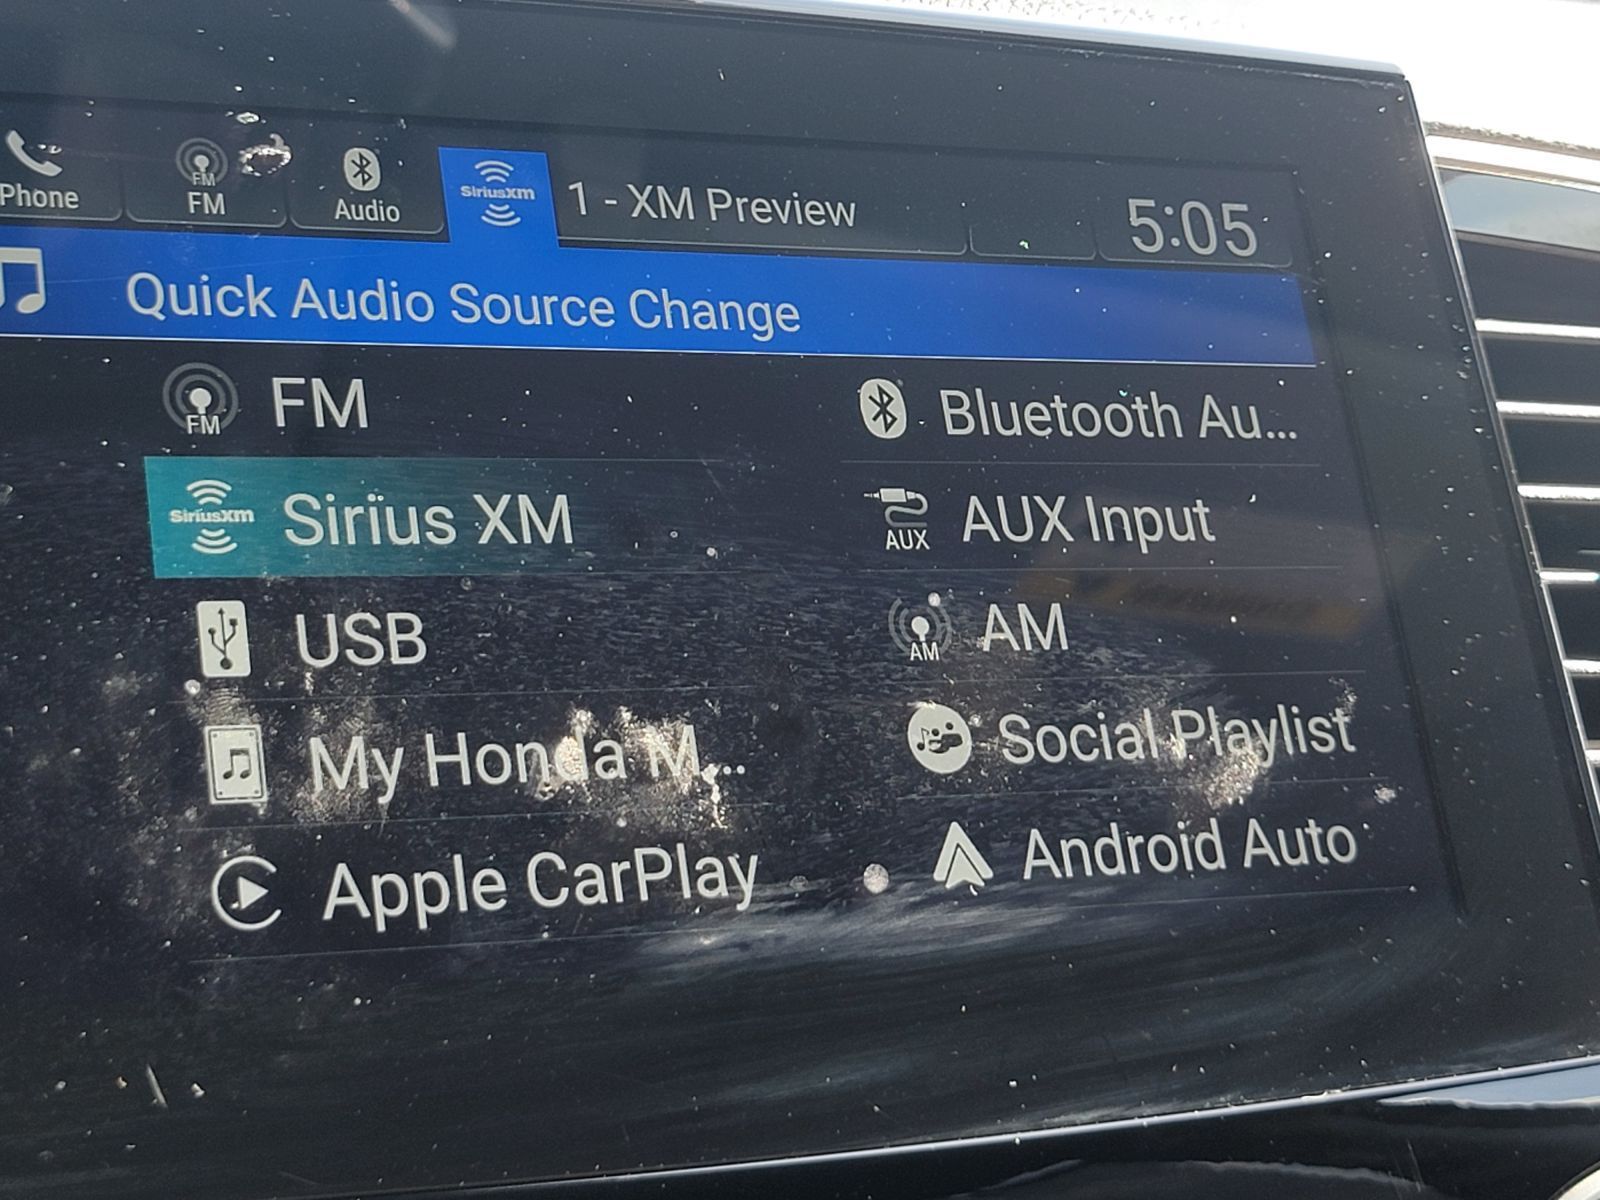 Phone
FM
FM
Audio
SiriusXM
1 - XM Preview
5:05
Quick Audio Source Change
FM
FM
Bluetooth Au...
SiriusXM
Sirius XM
AUX
AUX Input
USB
AM
AM
My Honda M...
Social Playlist
Apple CarPlay
Android Auto